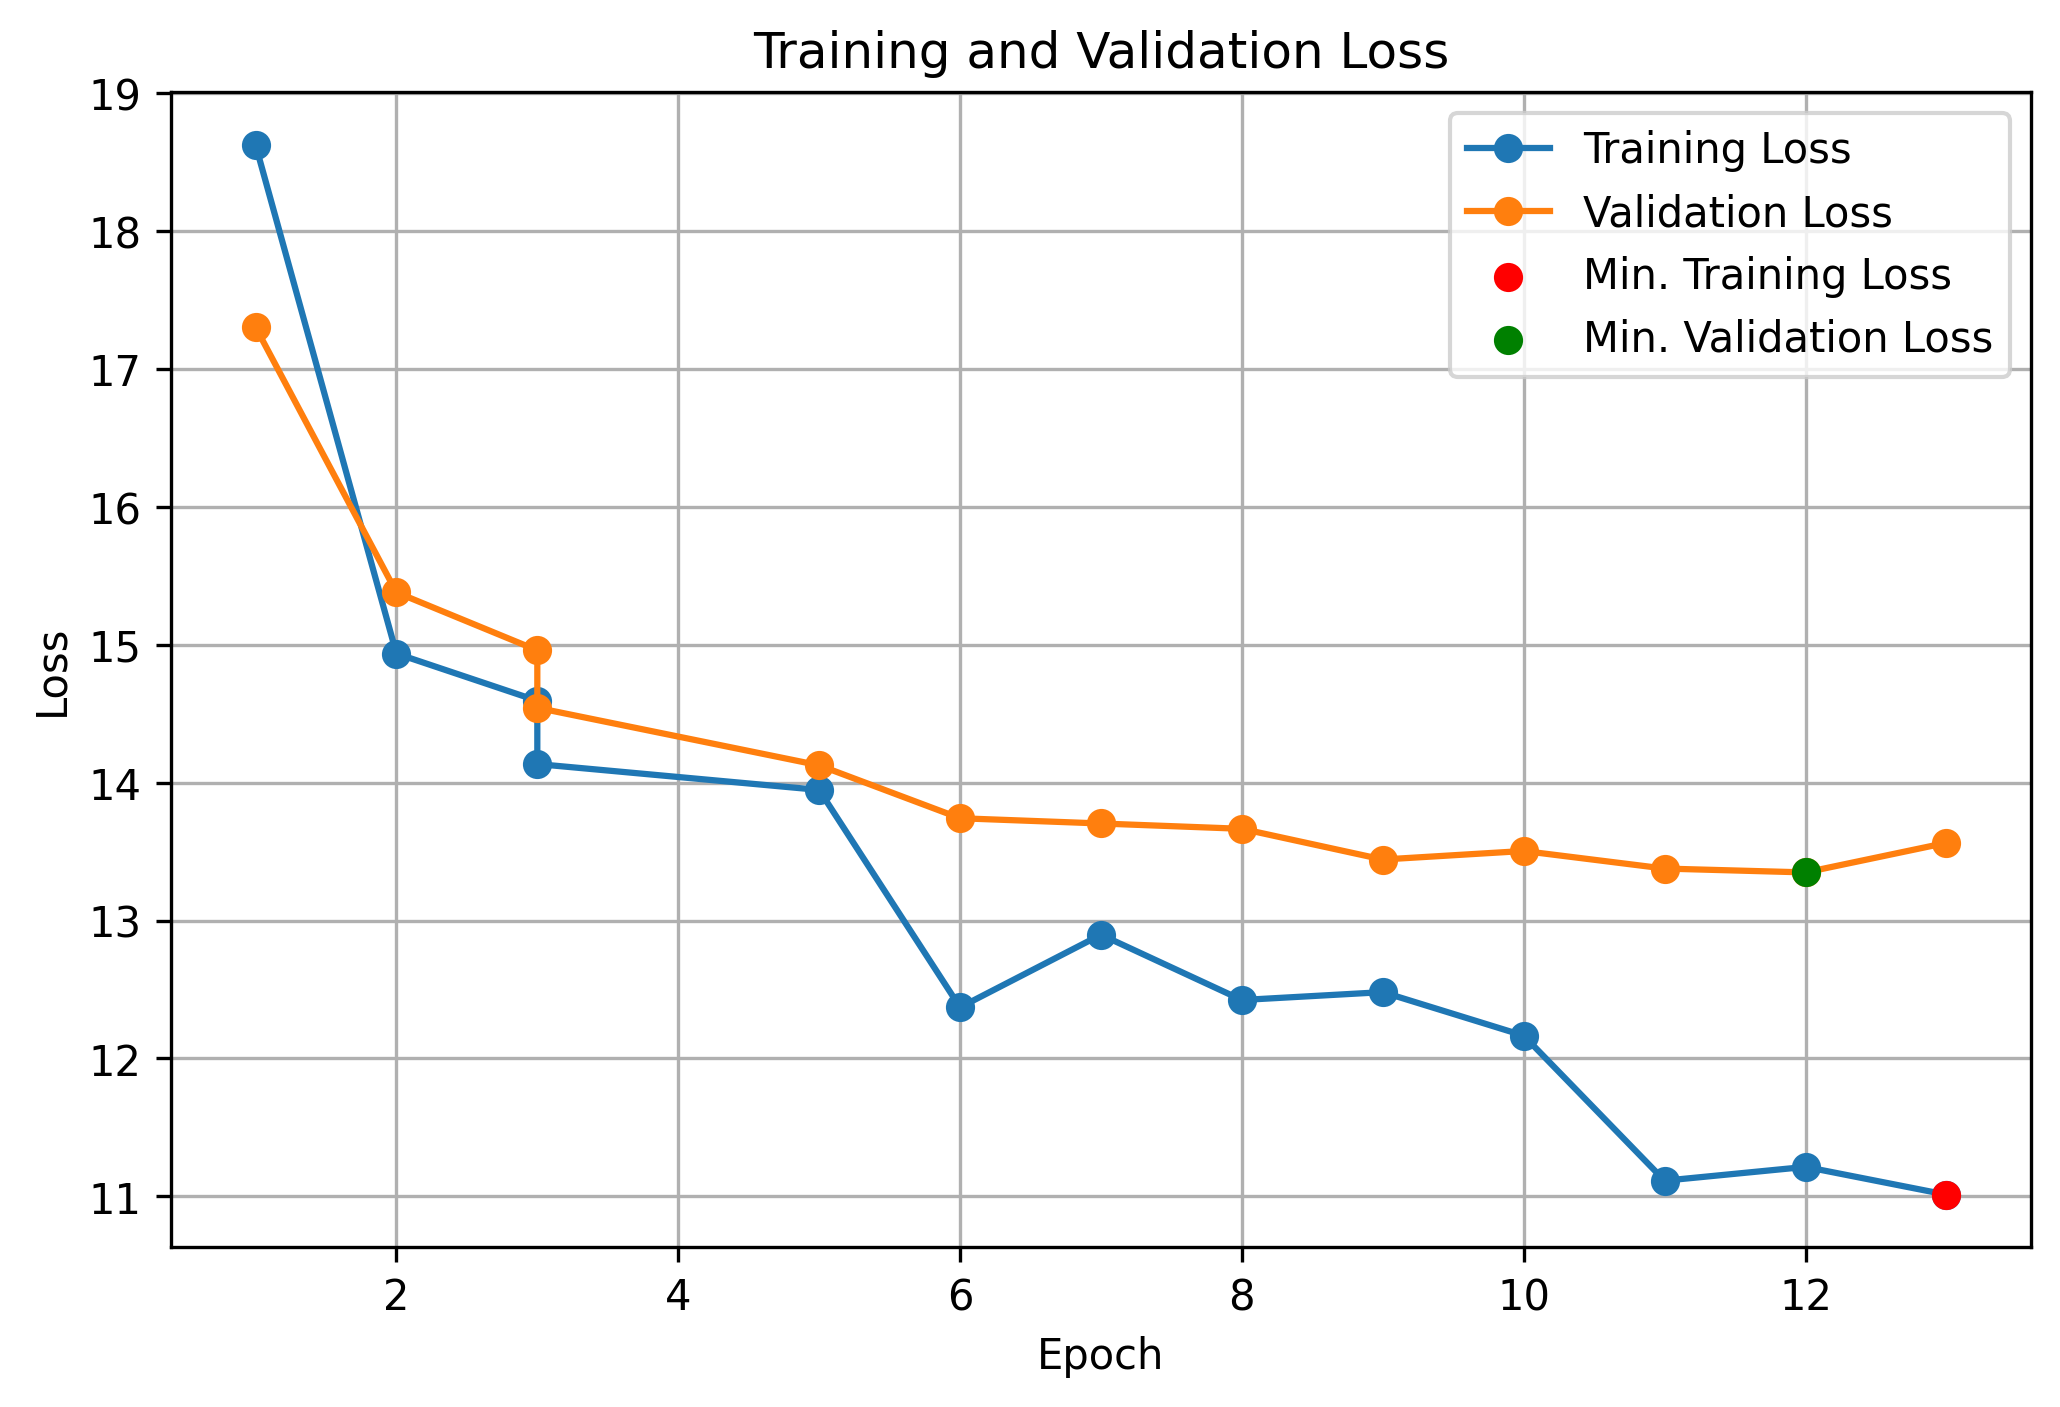 Training and Validation Loss
19
18
17
16
15
14
13
12
11
Loss
Training Loss
Validation Loss
Min. Training Loss
Min. Validation Loss
2 4 6 8 10 12
Epoch